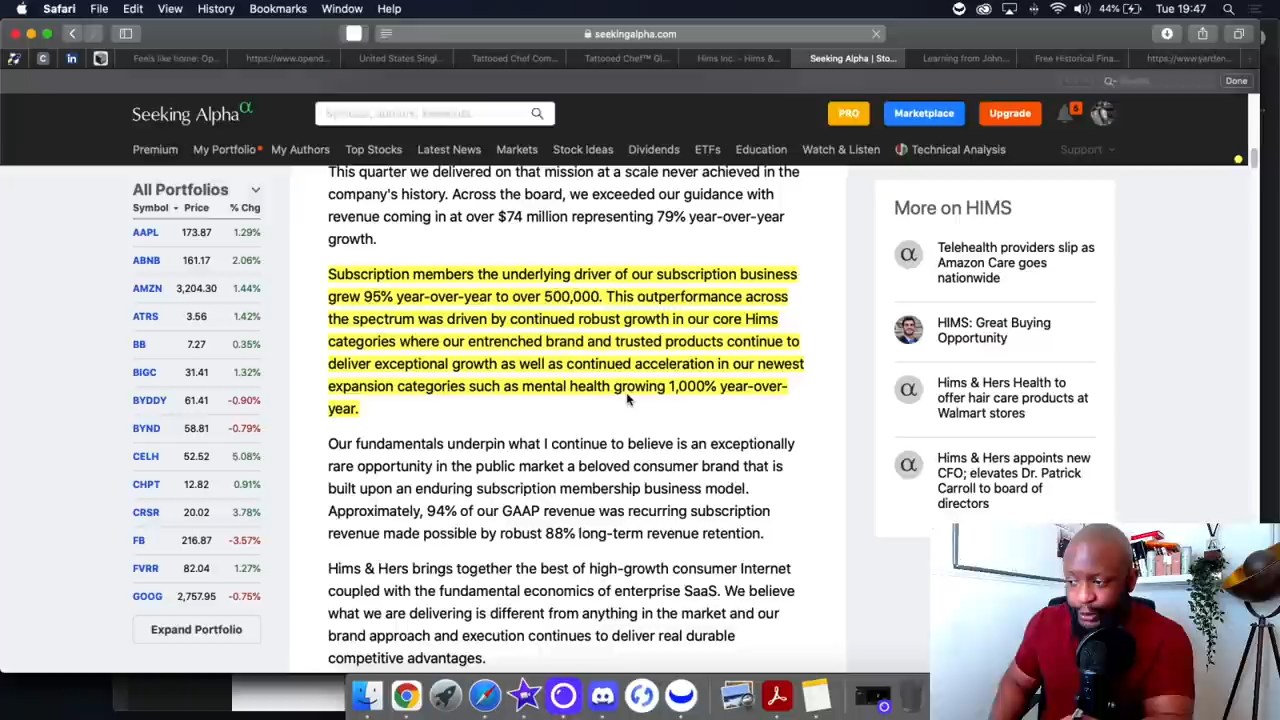 Safari File Edit View History Bookmarks Window Help 44% Tue 19:47
seekingalpha.com
Feels like home: Op... https://www.opend... United States Singl... Tattooed Chef Com... Tattooed Chef™ Gl... Hims Inc. - Hims &... Seeking Alpha | Sto... Learning from John... Free Historical Fina... https://www.yarden...
Done
Seeking Alpha α
PRO Marketplace Upgrade 6
Premium My Portfolio My Authors Top Stocks Latest News Markets Stock Ideas Dividends ETFs Education Watch & Listen Technical Analysis Support
All Portfolios
Symbol Price % Chg
AAPL 173.87 1.29%
ABNB 161.17 2.06%
AMZN 3,204.30 1.44%
ATRS 3.56 1.42%
BB 7.27 0.35%
BIGC 31.41 1.32%
BYDDY 61.41 -0.90%
BYND 58.81 -0.79%
CELH 52.52 5.08%
CHPT 12.82 0.91%
CRSR 20.02 3.78%
FB 216.87 -3.57%
FVRR 82.04 1.27%
GOOG 2,757.95 -0.75%
Expand Portfolio
This quarter we delivered on that mission at a scale never achieved in the
company's history. Across the board, we exceeded our guidance with
revenue coming in at over $74 million representing 79% year-over-year
growth.
Subscription members the underlying driver of our subscription business
grew 95% year-over-year to over 500,000. This outperformance across
the spectrum was driven by continued robust growth in our core Hims
categories where our entrenched brand and trusted products continue to
deliver exceptional growth as well as continued acceleration in our newest
expansion categories such as mental health growing 1,000% year-over-
year.
Our fundamentals underpin what I continue to believe is an exceptionally
rare opportunity in the public market a beloved consumer brand that is
built upon an enduring subscription membership business model.
Approximately, 94% of our GAAP revenue was recurring subscription
revenue made possible by robust 88% long-term revenue retention.
Hims & Hers brings together the best of high-growth consumer Internet
coupled with the fundamental economics of enterprise SaaS. We believe
what we are delivering is different from anything in the market and our
brand approach and execution continues to deliver real durable
competitive advantages.
More on HIMS
Telehealth providers slip as
Amazon Care goes
nationwide
HIMS: Great Buying
Opportunity
Hims & Hers Health to
offer hair care products at
Walmart stores
Hims & Hers appoints new
CFO; elevates Dr. Patrick
Carroll to board of
directors